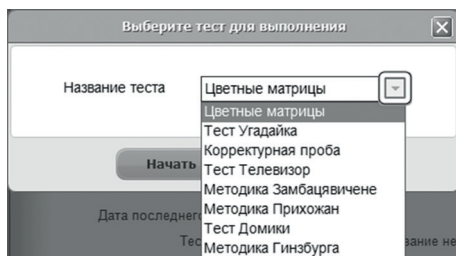 Выберите тест для выполнения
Название теста
Цветные матрицы
Цветные матрицы
Тест Угадайка
Корректурная проба
Начать
Тест Телевизор
Методика Замбацявичене
Методика Прихожан
Дата последнего
Тест Домики
Тес
вание не
Методика Гинзбурга